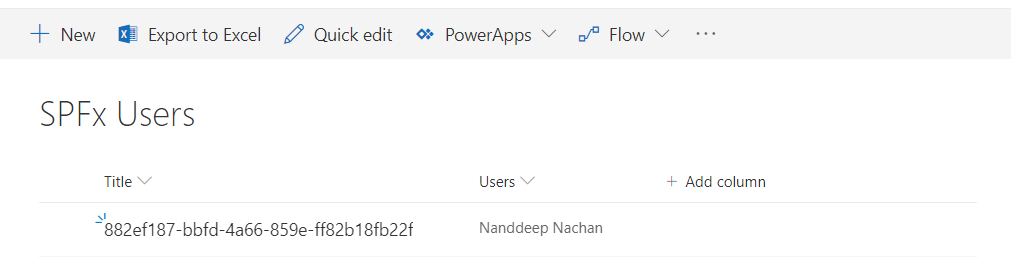 New Export to Excel Quick edit PowerApps Flow ...
SPFx Users
Title Users + Add column
882ef187-bbfd-4a66-859e-ff82b18fb22f Nanddeep Nachan